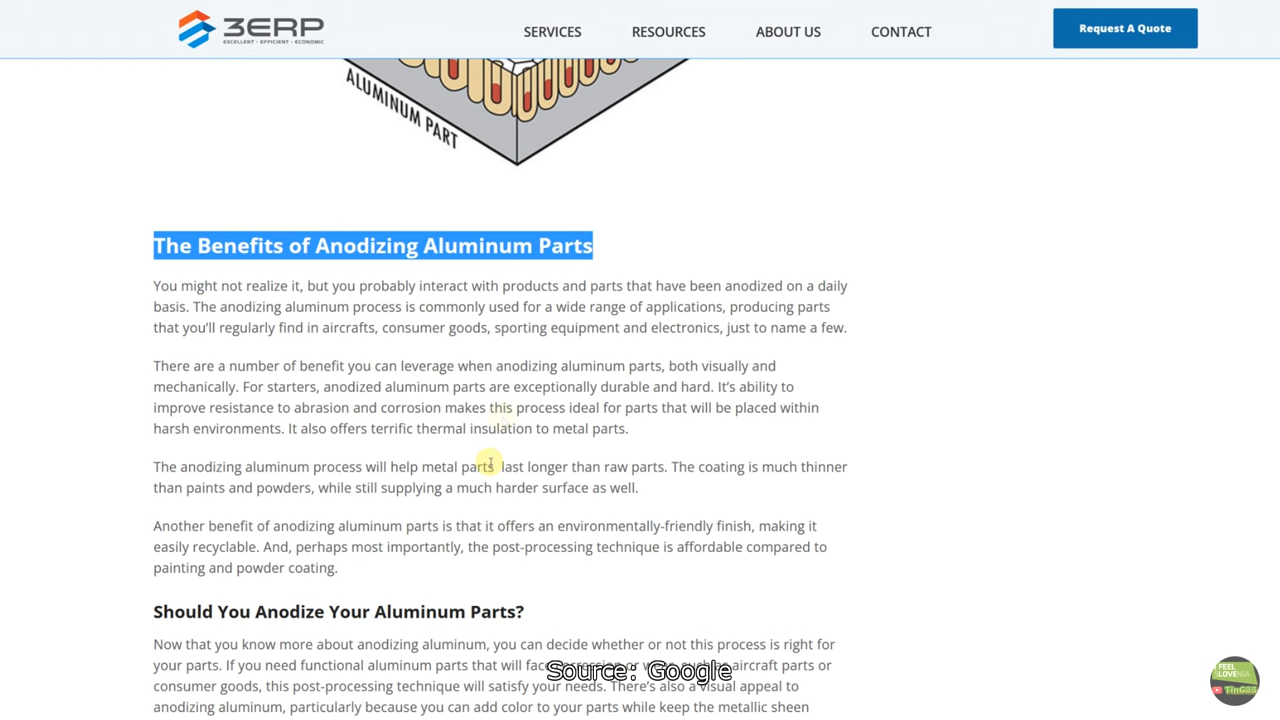 3ERP
EXCELLENT - EFFICIENT - ECONOMIC
SERVICES
RESOURCES
ABOUT US
CONTACT
Request A Quote
ALUMINUM PART
The Benefits of Anodizing Aluminum Parts
You might not realize it, but you probably interact with products and parts that have been anodized on a daily
basis. The anodizing aluminum process is commonly used for a wide range of applications, producing parts
that you’ll regularly find in aircrafts, consumer goods, sporting equipment and electronics, just to name a few.
There are a number of benefit you can leverage when anodizing aluminum parts, both visually and
mechanically. For starters, anodized aluminum parts are exceptionally durable and hard. It’s ability to
improve resistance to abrasion and corrosion makes this process ideal for parts that will be placed within
harsh environments. It also offers terrific thermal insulation to metal parts.
The anodizing aluminum process will help metal parts last longer than raw parts. The coating is much thinner
than paints and powders, while still supplying a much harder surface as well.
Another benefit of anodizing aluminum parts is that it offers an environmentally-friendly finish, making it
easily recyclable. And, perhaps most importantly, the post-processing technique is affordable compared to
painting and powder coating.
Should You Anodize Your Aluminum Parts?
Now that you know more about anodizing aluminum, you can decide whether or not this process is right for
your parts. If you need functional aluminum parts that will face aircraft parts or
Source: Google
consumer goods, this post-processing technique will satisfy your needs. There’s also a visual appeal to
anodizing aluminum, particularly because you can add color to your parts while keep the metallic sheen
I FEEL
SLOVENIA
TinG33